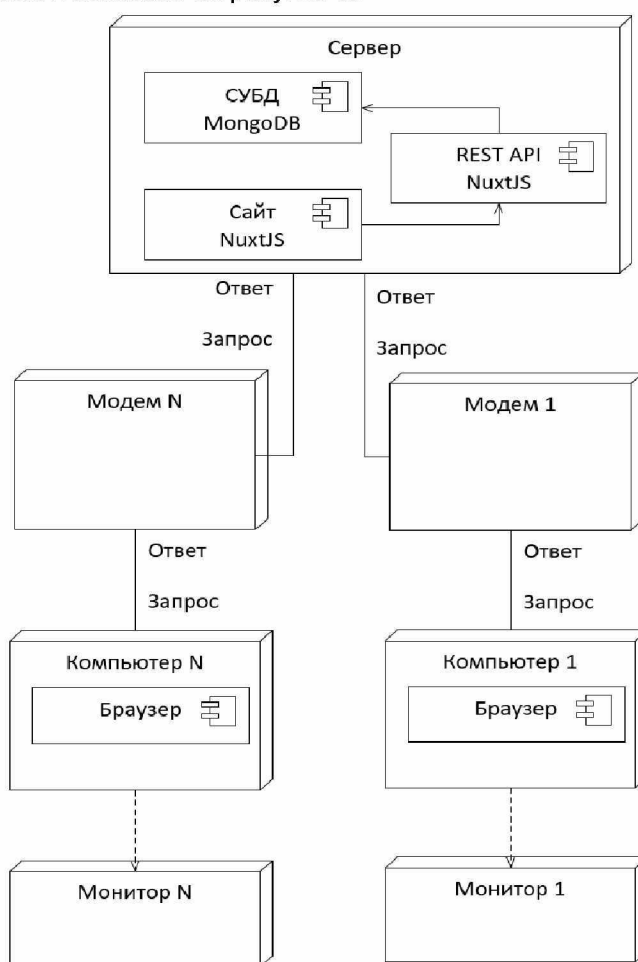 Сервер
СУБД
MongoDB
REST API
NuxtJS
Сайт
NuxtJS
Ответ
Ответ
Запрос
Запрос
Модем N
Модем 1
Ответ
Ответ
Запрос
Запрос
Компьютер N
Компьютер 1
Браузер
Браузер
Монитор N
Монитор 1